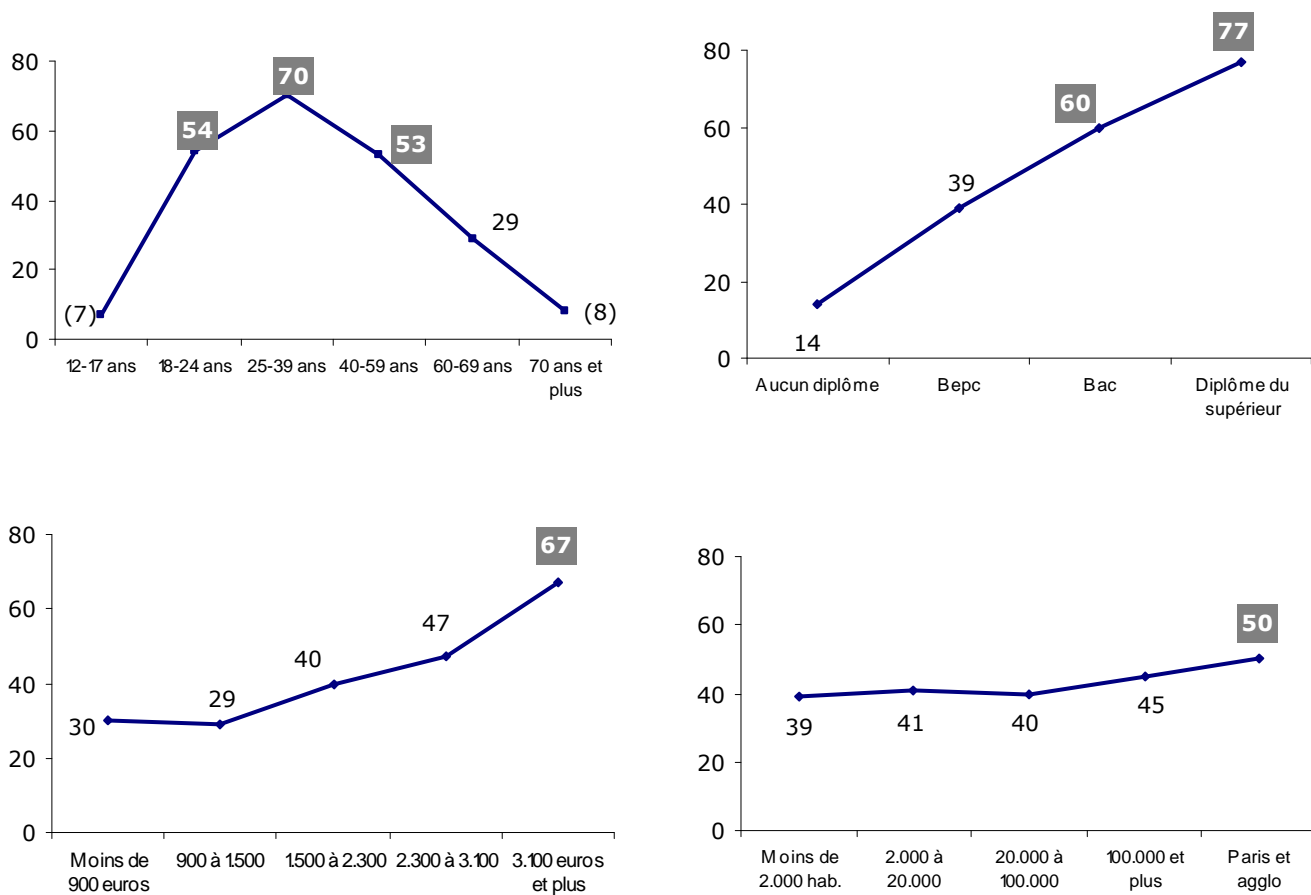 80
60
40
20
0
(7)
54
70
53
29
(8)
12-17 ans
18-24 ans
25-39 ans
40-59 ans
60-69 ans
70 ans et
plus
80
60
40
20
0
14
39
60
77
Aucun diplôme
Bepc
Bac
Diplôme du
supérieur
80
60
40
20
0
30
29
40
47
67
Moins de
900 euros
900 à 1.500
1.500 à 2.300
2.300 à 3.100
3.100 euros
et plus
80
60
40
20
0
39
41
40
45
50
Moins de
2.000 hab.
2.000 à
20.000
20.000 à
100.000
100.000 et
plus
Paris et
agglo